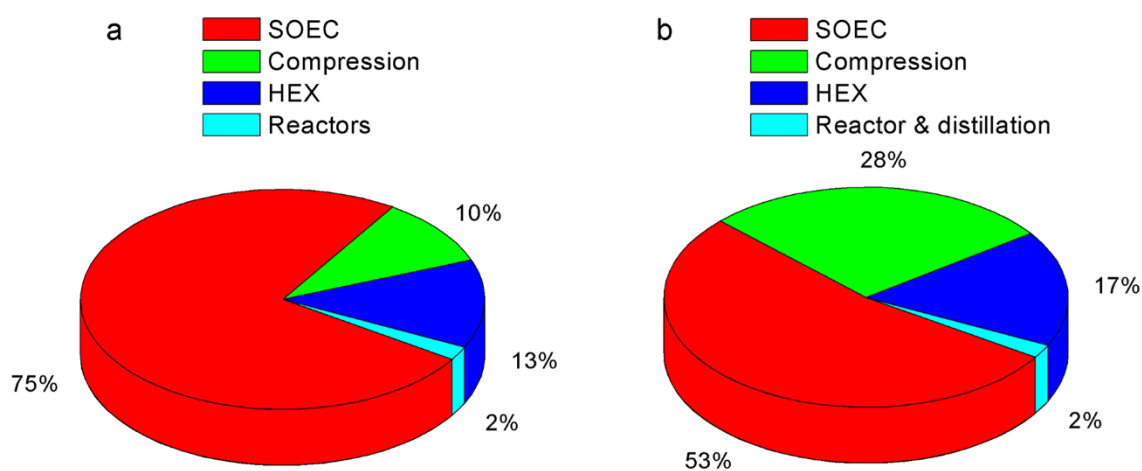 a
SOEC
Compression
HEX
Reactors
10%
13%
2%
75%
b
SOEC
Compression
HEX
Reactor & distillation
28%
17%
2%
53%